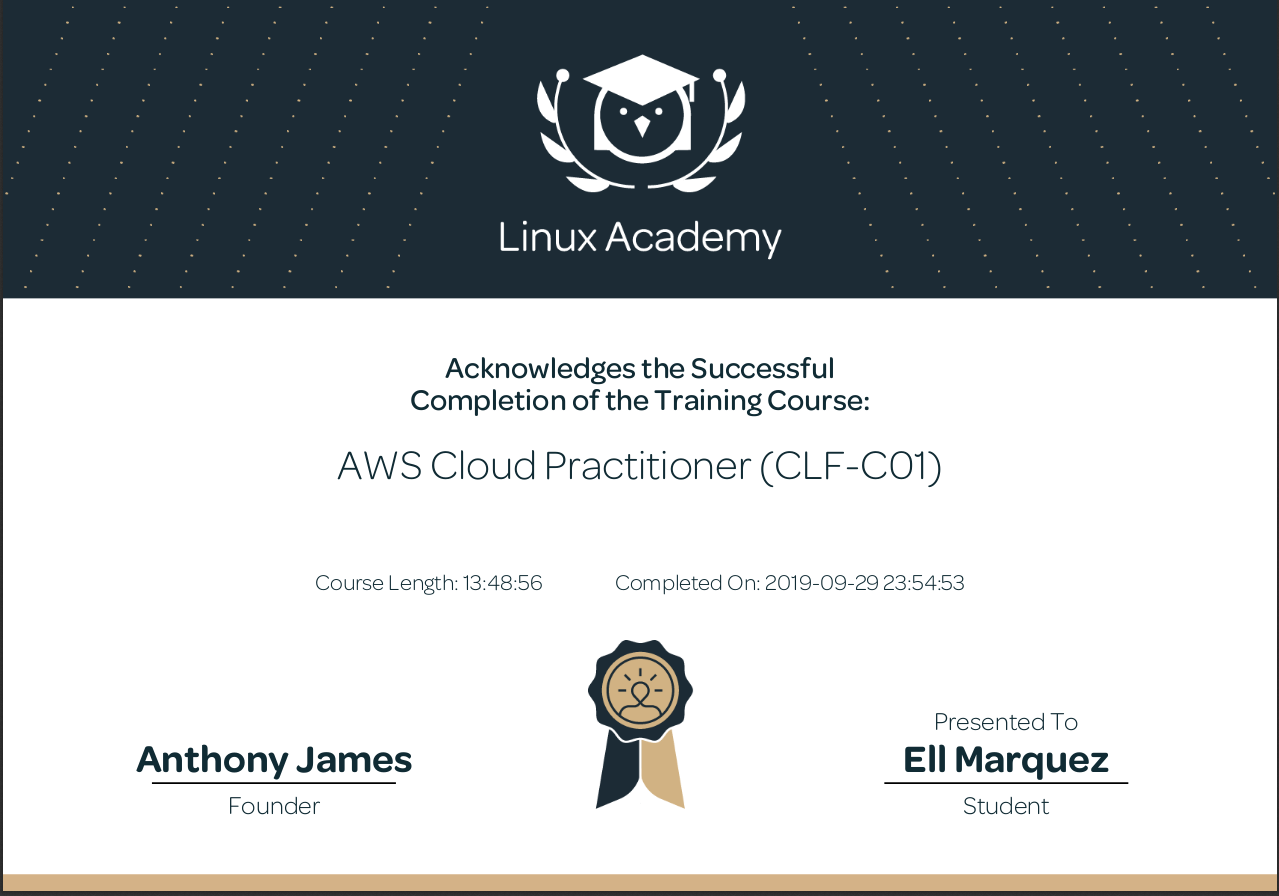 Linux Academy
Acknowledges the Successful
Completion of the Training Course:
AWS Cloud Practitioner (CLF-C01)
Course Length: 13:48:56 Completed On: 2019-09-29 23:54:53
Anthony James
Founder
Presented To
Ell Marquez
Student